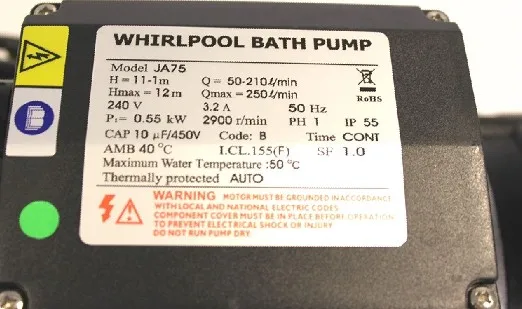 WHIRLPOOL BATH PUMP
Model JA75
H = 11-1m Q = 50-210ℓ/min
Hmax = 12m Qmax = 250ℓ/min
RoHS
240 V 3.2 A 50 Hz
P₁= 0.55 kW 2900 r/min PH 1 IP 55
CAP 10 µF/450V Code: B Time CONT
AMB 40 °C I.CL.155(F) SF 1.0
Maximum Water Temperature :50 °C
Thermally protected AUTO
WARNING MOTOR MUST BE GROUNDED IN ACCORDANCE
WITH LOCAL AND NATIONAL ELECTRIC CODES
COMPONENT COVER MUST BE IN PLACE BEFORE OPERATION
TO PREVENT ELECTRICAL SHOCK OR INJURY
DO NOT RUN PUMP DRY